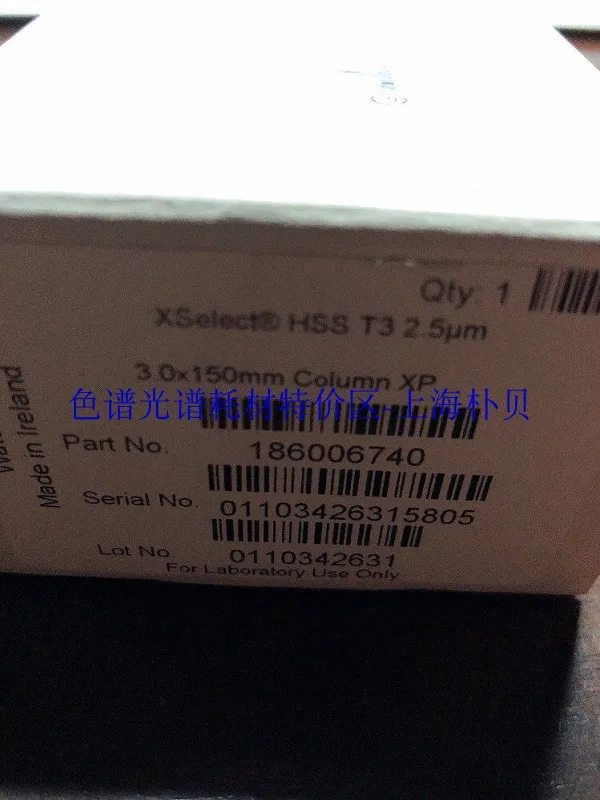 Qty: 1
XSelect® HSS T3 2.5µm
3.0x150mm Column XP
色谱光谱耗材特价区-上海朴贝
Part No. 186006740
Serial No. 01103426315805
Lot No. 0110342631
For Laboratory Use Only
Made in Ireland